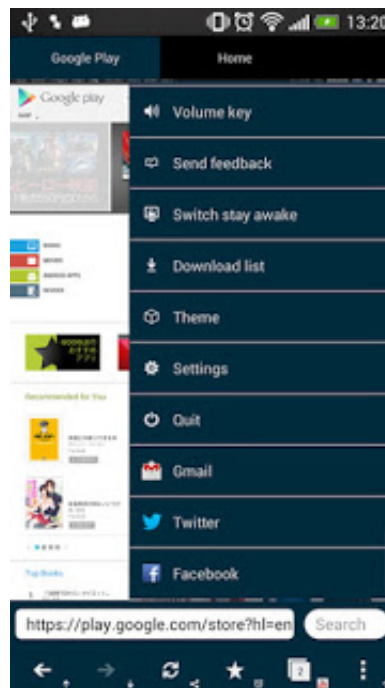 13:20
Google Play
Home
Google play
Volume key
Send feedback
Switch stay awake
Download list
Theme
Settings
Quit
Gmail
Twitter
Facebook
Recommended for You
Top Books
https://play.google.com/store?hl=en
Search
2